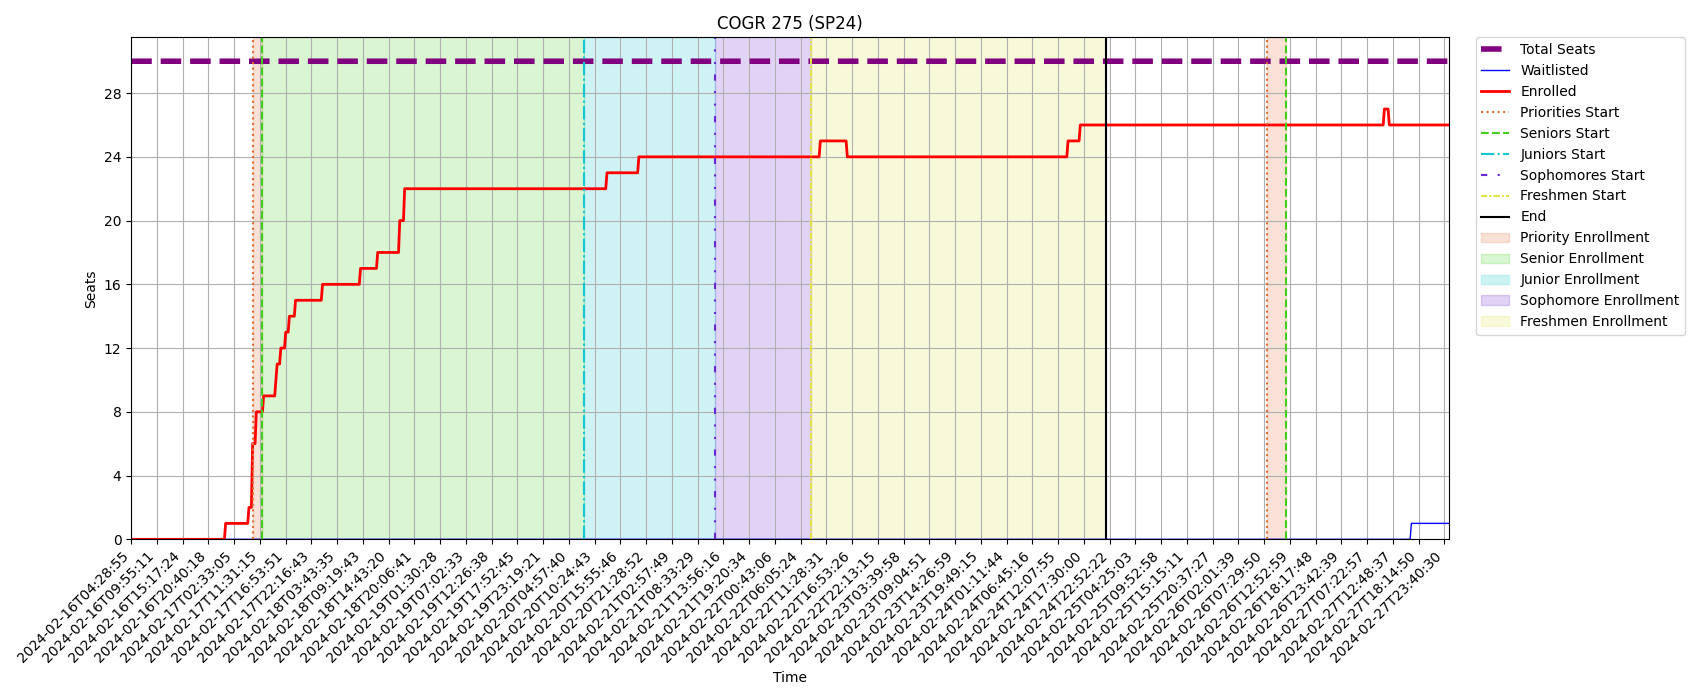 COGR 275 (SP24)
Total Seats
Waitlisted
Enrolled
Priorities Start
Seniors Start
Juniors Start
Sophomores Start
Freshmen Start
End
Priority Enrollment
Senior Enrollment
Junior Enrollment
Sophomore Enrollment
Freshmen Enrollment
Seats
28
24
20
16
12
8
4
0
2024-02-16T04:28:55
2024-02-16T09:55:11
2024-02-16T15:17:24
2024-02-16T20:40:18
2024-02-17T02:33:05
2024-02-17T11:31:15
2024-02-17T16:53:51
2024-02-17T22:16:43
2024-02-18T03:43:35
2024-02-18T09:19:43
2024-02-18T14:43:20
2024-02-18T20:06:41
2024-02-19T01:30:28
2024-02-19T07:02:33
2024-02-19T12:26:38
2024-02-19T17:52:45
2024-02-19T23:19:21
2024-02-20T04:57:40
2024-02-20T10:24:43
2024-02-20T15:55:46
2024-02-20T21:28:52
2024-02-21T02:57:49
2024-02-21T08:33:29
2024-02-21T13:56:16
2024-02-21T19:20:34
2024-02-22T00:43:06
2024-02-22T06:05:24
2024-02-22T11:28:31
2024-02-22T16:53:26
2024-02-22T22:13:15
2024-02-23T03:39:58
2024-02-23T09:04:51
2024-02-23T14:26:59
2024-02-23T19:49:15
2024-02-24T01:11:44
2024-02-24T06:45:16
2024-02-24T12:07:55
2024-02-24T17:30:00
2024-02-24T22:52:22
2024-02-25T04:25:03
2024-02-25T09:52:58
2024-02-25T15:15:11
2024-02-25T20:37:27
2024-02-26T02:01:39
2024-02-26T07:29:50
2024-02-26T12:52:59
2024-02-26T18:17:48
2024-02-26T23:42:39
2024-02-27T07:22:57
2024-02-27T12:48:37
2024-02-27T18:14:50
2024-02-27T23:40:30
Time